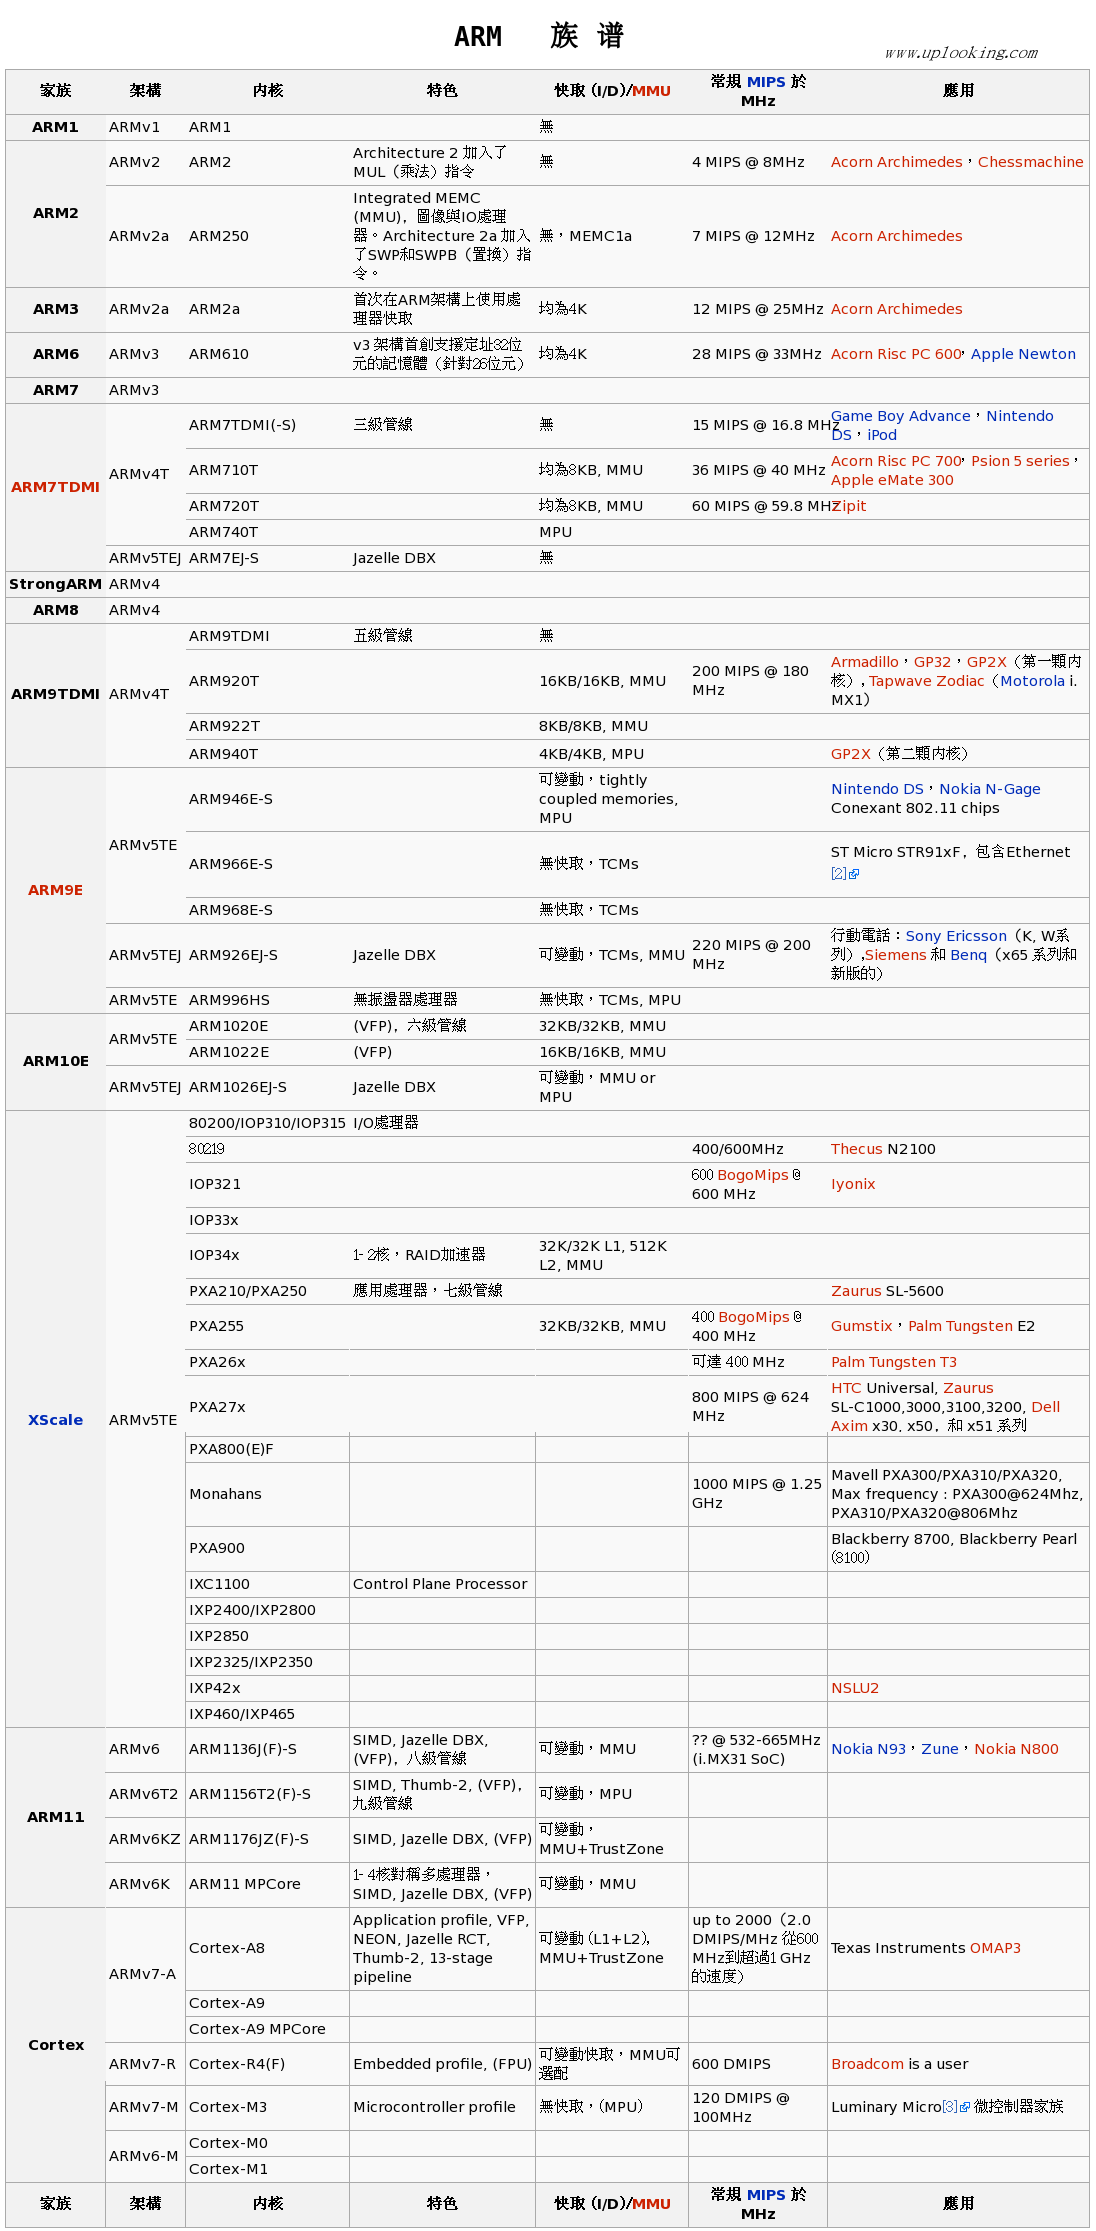 ARM 族 谱
www.uplooking.com
家族 架構 内核 特色 快取 (I/D)/MMU 常規 MIPS 於 MHz 應用
ARM1 ARMv1 ARM1 無
ARM2 ARMv2 ARM2 Architecture 2 加入了 MUL（乘法）指令 無 4 MIPS @ 8MHz Acorn Archimedes，Chessmachine
ARMv2a ARM250 Integrated MEMC (MMU)，圖像與IO處理器。Architecture 2a 加入了SWP和SWPB（置換）指令。 無，MEMC1a 7 MIPS @ 12MHz Acorn Archimedes
ARM3 ARMv2a ARM2a 首次在ARM架構上使用處理器快取 均為4K 12 MIPS @ 25MHz Acorn Archimedes
ARM6 ARMv3 ARM610 v3 架構首創支援定址32位元的記憶體（針對26位元） 均為4K 28 MIPS @ 33MHz Acorn Risc PC 600，Apple Newton
ARM7 ARMv3
ARM7TDMI ARMv4T ARM7TDMI(-S) 三級管線 無 15 MIPS @ 16.8 MHz Game Boy Advance，Nintendo DS，iPod
ARM710T 均為8KB, MMU 36 MIPS @ 40 MHz Acorn Risc PC 700，Psion 5 series，Apple eMate 300
ARM720T 均為8KB, MMU 60 MIPS @ 59.8 MHz Zipit
ARM740T MPU
ARMv5TEJ ARM7EJ-S Jazelle DBX 無
StrongARM ARMv4
ARM8 ARMv4
ARM9TDMI ARMv4T ARM9TDMI 五級管線 無
ARM920T 16KB/16KB, MMU 200 MIPS @ 180 MHz Armadillo，GP32，GP2X（第一顆内核）, Tapwave Zodiac（Motorola i. MX1）
ARM922T 8KB/8KB, MMU
ARM940T 4KB/4KB, MPU GP2X（第二顆内核）
ARM9E ARMv5TE ARM946E-S 可變動，tightly coupled memories, MPU Nintendo DS，Nokia N-Gage Conexant 802.11 chips
ARM966E-S 無快取，TCMs ST Micro STR91xF，包含Ethernet [2]
ARM968E-S 無快取，TCMs
ARMv5TEJ ARM926EJ-S Jazelle DBX 可變動，TCMs, MMU 220 MIPS @ 200 MHz 行動電話：Sony Ericsson（K, W系列）,Siemens 和 Benq（x65 系列和新版的）
ARMv5TE ARM996HS 無振盪器處理器 無快取，TCMs, MPU
ARM10E ARMv5TE ARM1020E (VFP)，六級管線 32KB/32KB, MMU
ARM1022E (VFP) 16KB/16KB, MMU
ARMv5TEJ ARM1026EJ-S Jazelle DBX 可變動，MMU or MPU
XScale ARMv5TE 80200/IOP310/IOP315 I/O處理器
80219 400/600MHz Thecus N2100
IOP321 600 BogoMips @ 600 MHz Iyonix
IOP33x
IOP34x 1-2核，RAID加速器 32K/32K L1, 512K L2, MMU
PXA210/PXA250 應用處理器，七級管線 Zaurus SL-5600
PXA255 32KB/32KB, MMU 400 BogoMips @ 400 MHz Gumstix，Palm Tungsten E2
PXA26x 可達 400 MHz Palm Tungsten T3
PXA27x 800 MIPS @ 624 MHz HTC Universal, Zaurus SL-C1000,3000,3100,3200, Dell Axim x30, x50，和 x51 系列
PXA800(E)F
Monahans 1000 MIPS @ 1.25 GHz Mavell PXA300/PXA310/PXA320, Max frequency : PXA300@624Mhz, PXA310/PXA320@806Mhz
PXA900 Blackberry 8700, Blackberry Pearl (8100)
IXC1100 Control Plane Processor
IXP2400/IXP2800
IXP2850
IXP2325/IXP2350
IXP42x NSLU2
IXP460/IXP465
ARM11 ARMv6 ARM1136J(F)-S SIMD, Jazelle DBX, (VFP)，八級管線 可變動，MMU ?? @ 532-665MHz (i.MX31 SoC) Nokia N93，Zune，Nokia N800
ARMv6T2 ARM1156T2(F)-S SIMD, Thumb-2, (VFP)，九級管線 可變動，MPU
ARMv6KZ ARM1176JZ(F)-S SIMD, Jazelle DBX, (VFP) 可變動，MMU+TrustZone
ARMv6K ARM11 MPCore 1-4核對稱多處理器，SIMD, Jazelle DBX, (VFP) 可變動，MMU
Cortex ARMv7-A Cortex-A8 Application profile, VFP, NEON, Jazelle RCT, Thumb-2, 13-stage pipeline 可變動 (L1+L2)，MMU+TrustZone up to 2000（2.0 DMIPS/MHz 從600 MHz到超過1 GHz的速度） Texas Instruments OMAP3
Cortex-A9
Cortex-A9 MPCore
ARMv7-R Cortex-R4(F) Embedded profile, (FPU) 可變動快取，MMU可選配 600 DMIPS Broadcom is a user
ARMv7-M Cortex-M3 Microcontroller profile 無快取，(MPU) 120 DMIPS @ 100MHz Luminary Micro[3] 微控制器家族
ARMv6-M Cortex-M0
Cortex-M1
家族 架構 内核 特色 快取 (I/D)/MMU 常規 MIPS 於 MHz 應用